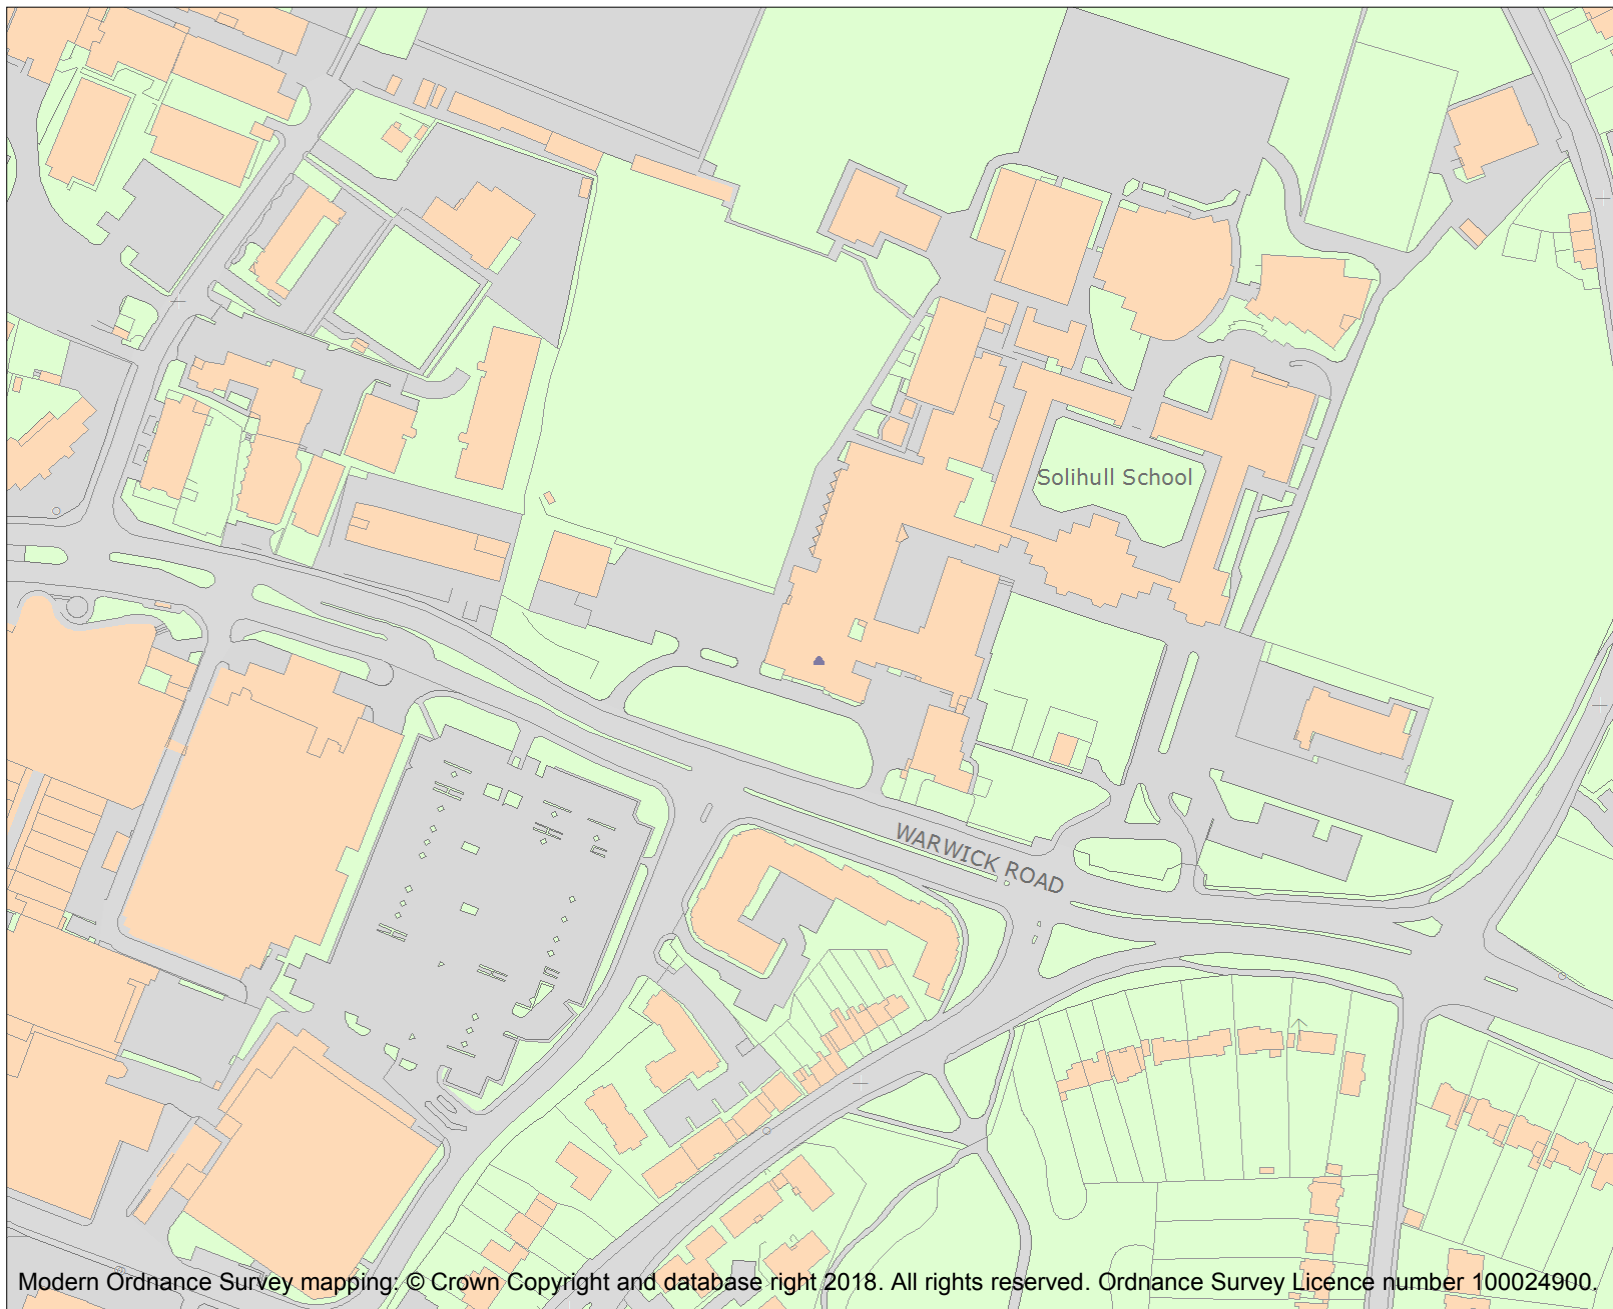 Solihull School
WARWICK ROAD
Modern Ordnance Survey mapping: © Crown Copyright and database right 2018. All rights reserved. Ordnance Survey Licence number 100024900.